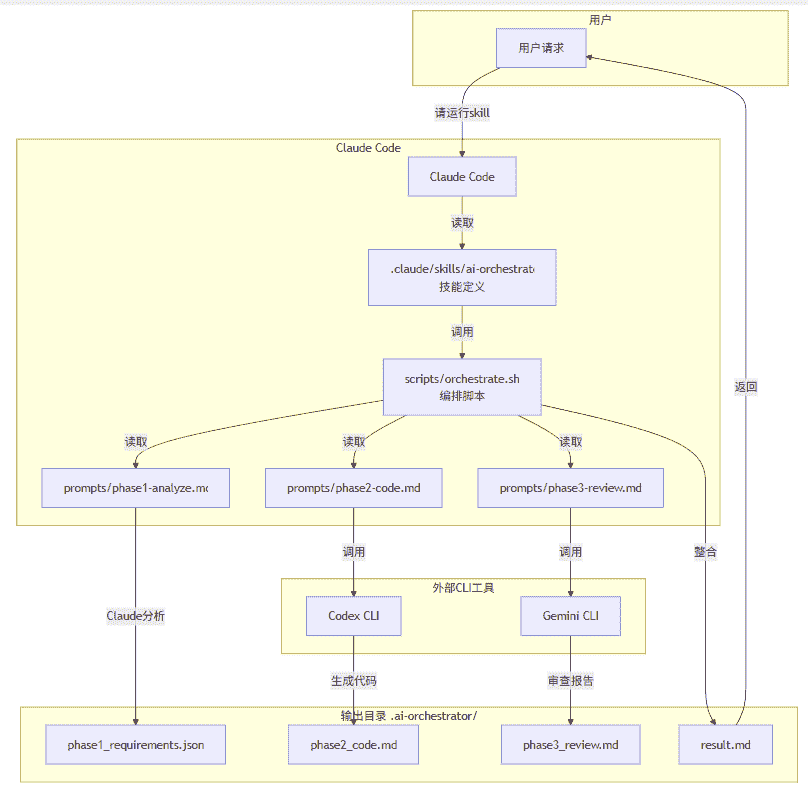 用户
用户请求
请运行skill
Claude Code
Claude Code
读取
.claude/skills/ai-orchestrate
技能定义
调用
scripts/orchestrate.sh
编排脚本
读取
读取
读取
返回
prompts/phase1-analyze.md
prompts/phase2-code.md
prompts/phase3-review.md
调用
调用
整合
外部CLI工具
Claude分析
Codex CLI
Gemini CLI
生成代码
审查报告
输出目录 .ai-orchestrator/
phase1_requirements.json
phase2_code.md
phase3_review.md
result.md